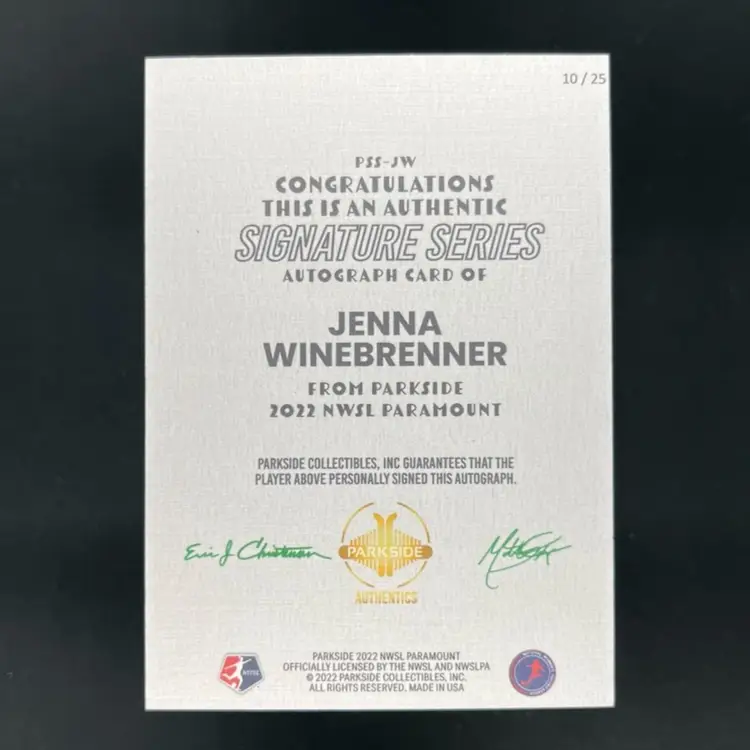 10 / 25
PSS-JW
CONGRATULATIONS
THIS IS AN AUTHENTIC
SIGNATURE SERIES
AUTOGRAPH CARD OF
JENNA
WINEBRENNER
FROM PARKSIDE
2022 NWSL PARAMOUNT
PARKSIDE COLLECTIBLES, INC GUARANTEES THAT THE
PLAYER ABOVE PERSONALLY SIGNED THIS AUTOGRAPH.
Eric J Christman
PARKSIDE
AUTHENTICS
PARKSIDE 2022 NWSL PARAMOUNT
OFFICIALLY LICENSED BY THE NWSL AND NWSLPA
© 2022 PARKSIDE COLLECTIBLES, INC.
ALL RIGHTS RESERVED. MADE IN USA